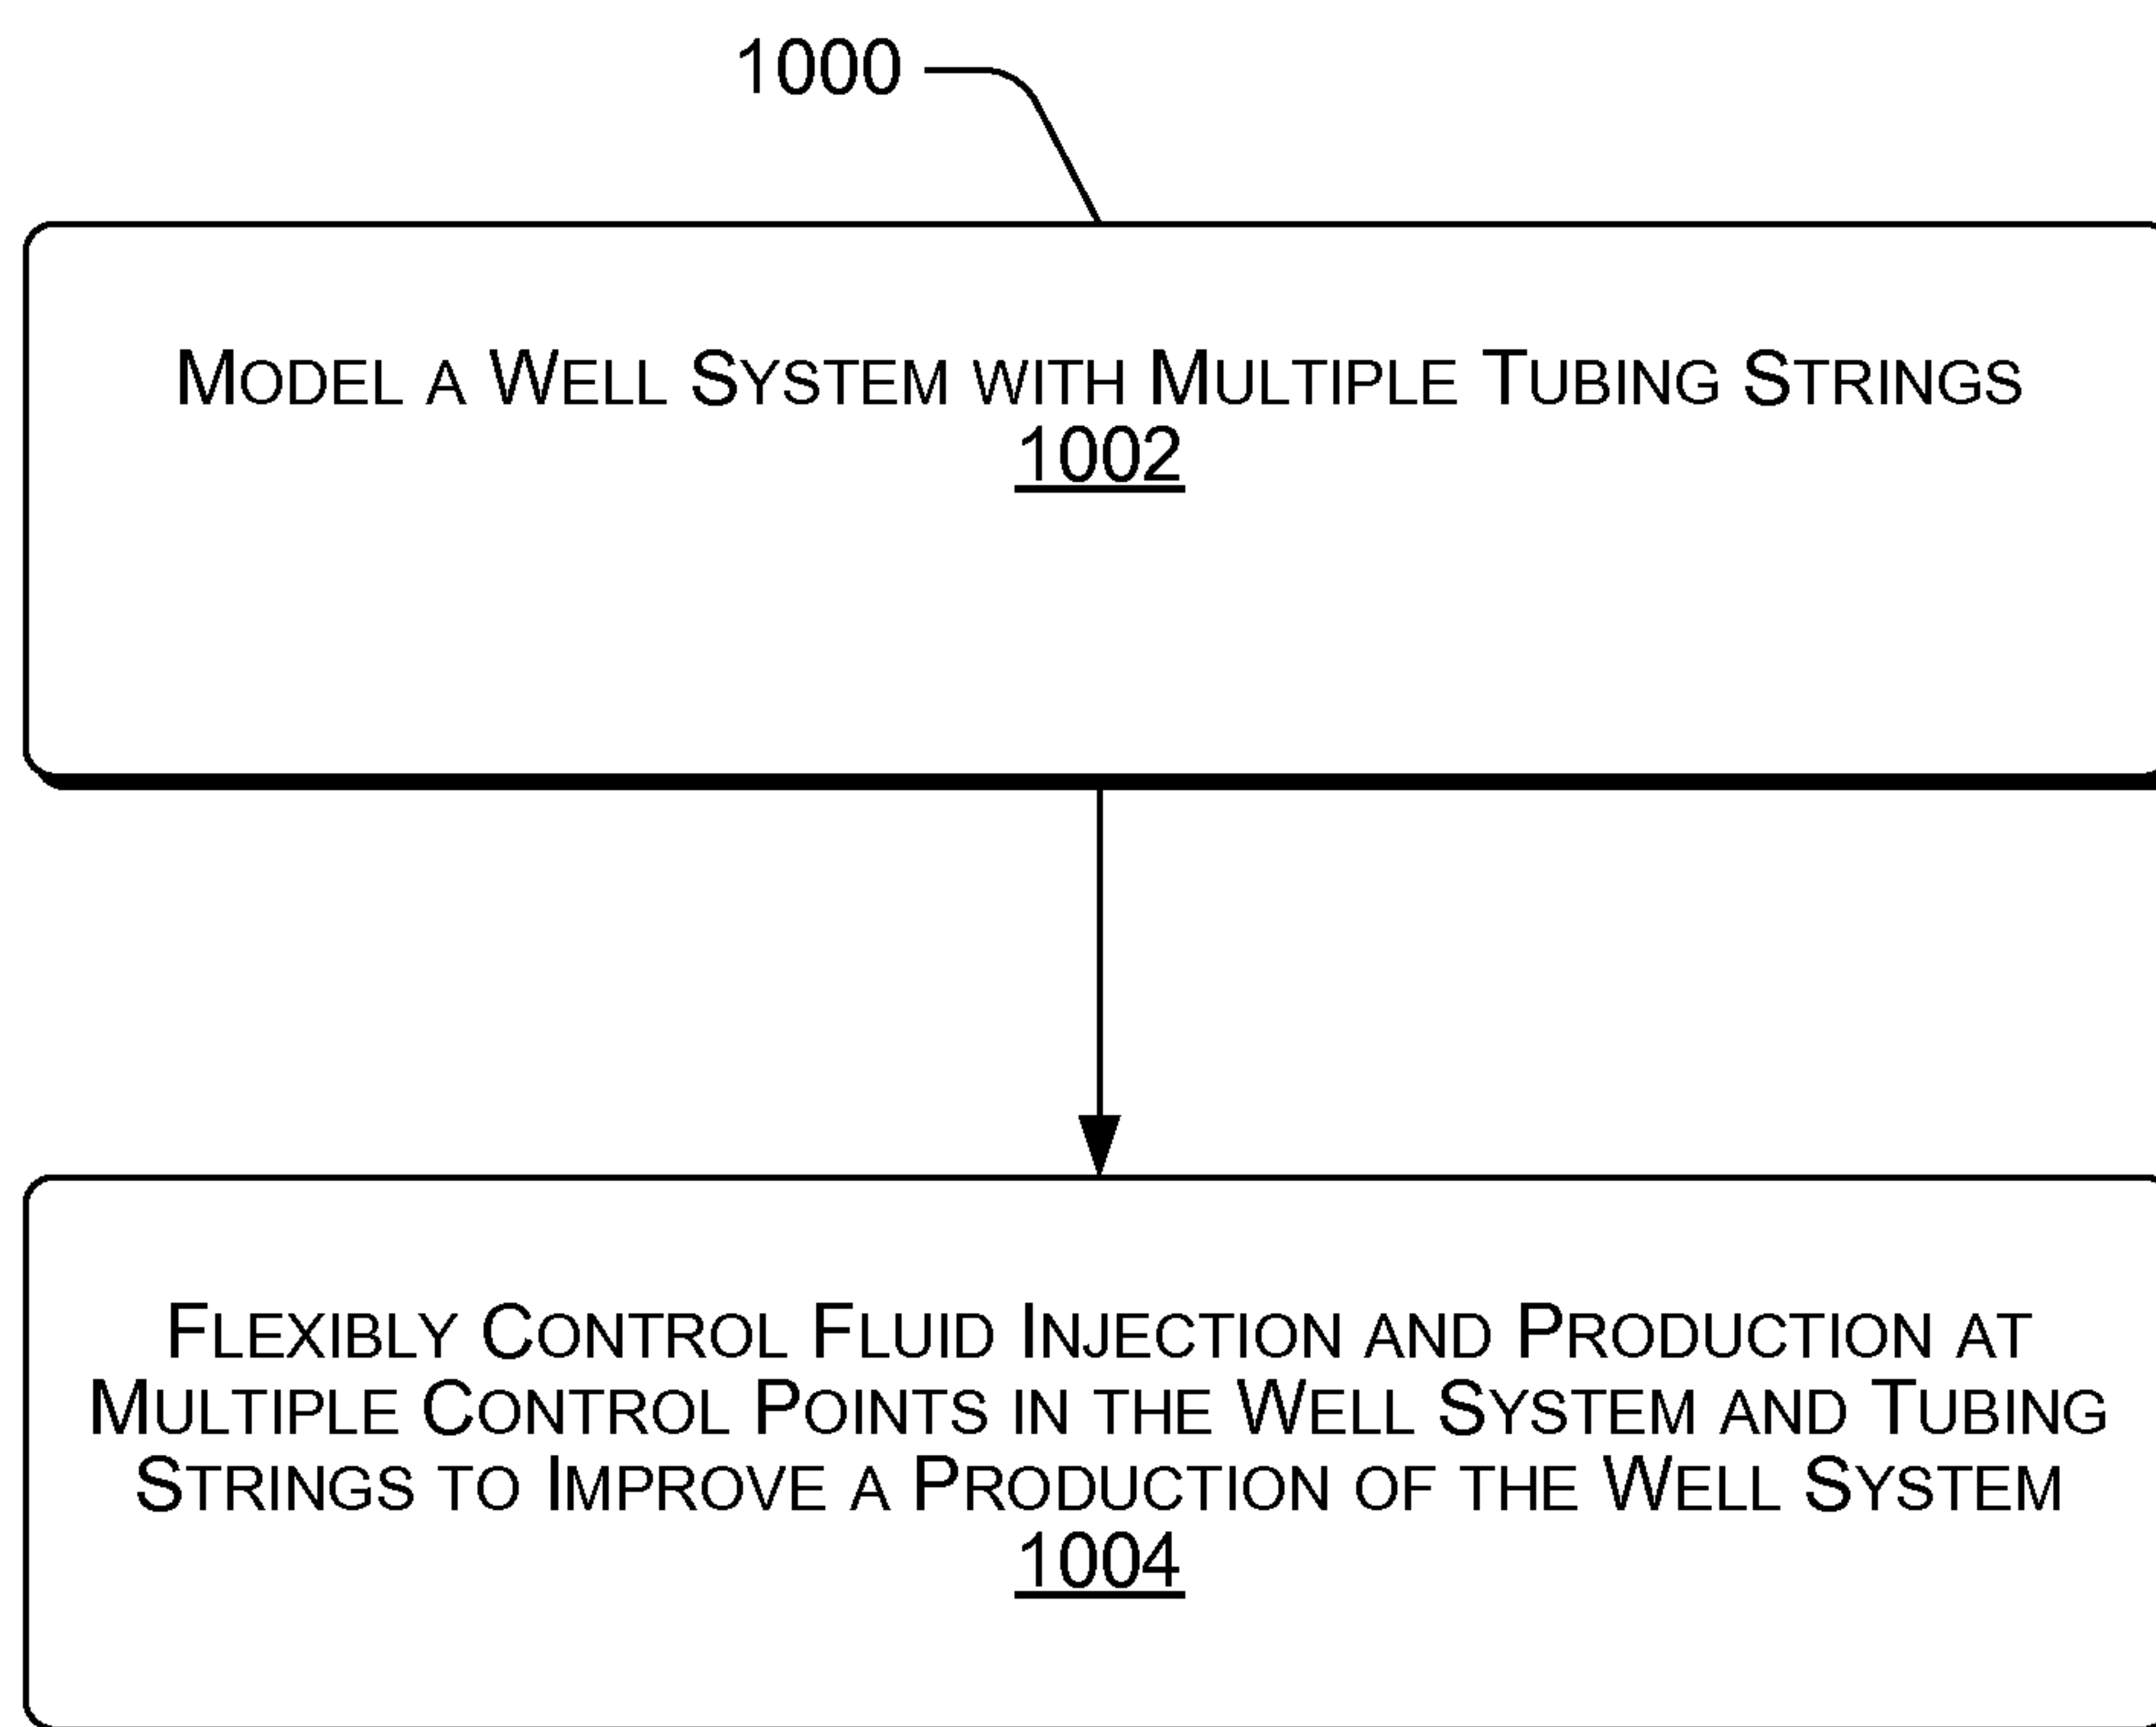 1000
Model a Well System with Multiple Tubing Strings
1002
Flexibly Control Fluid Injection and Production at
Multiple Control Points in the Well System and Tubing
Strings to Improve a Production of the Well System
1004